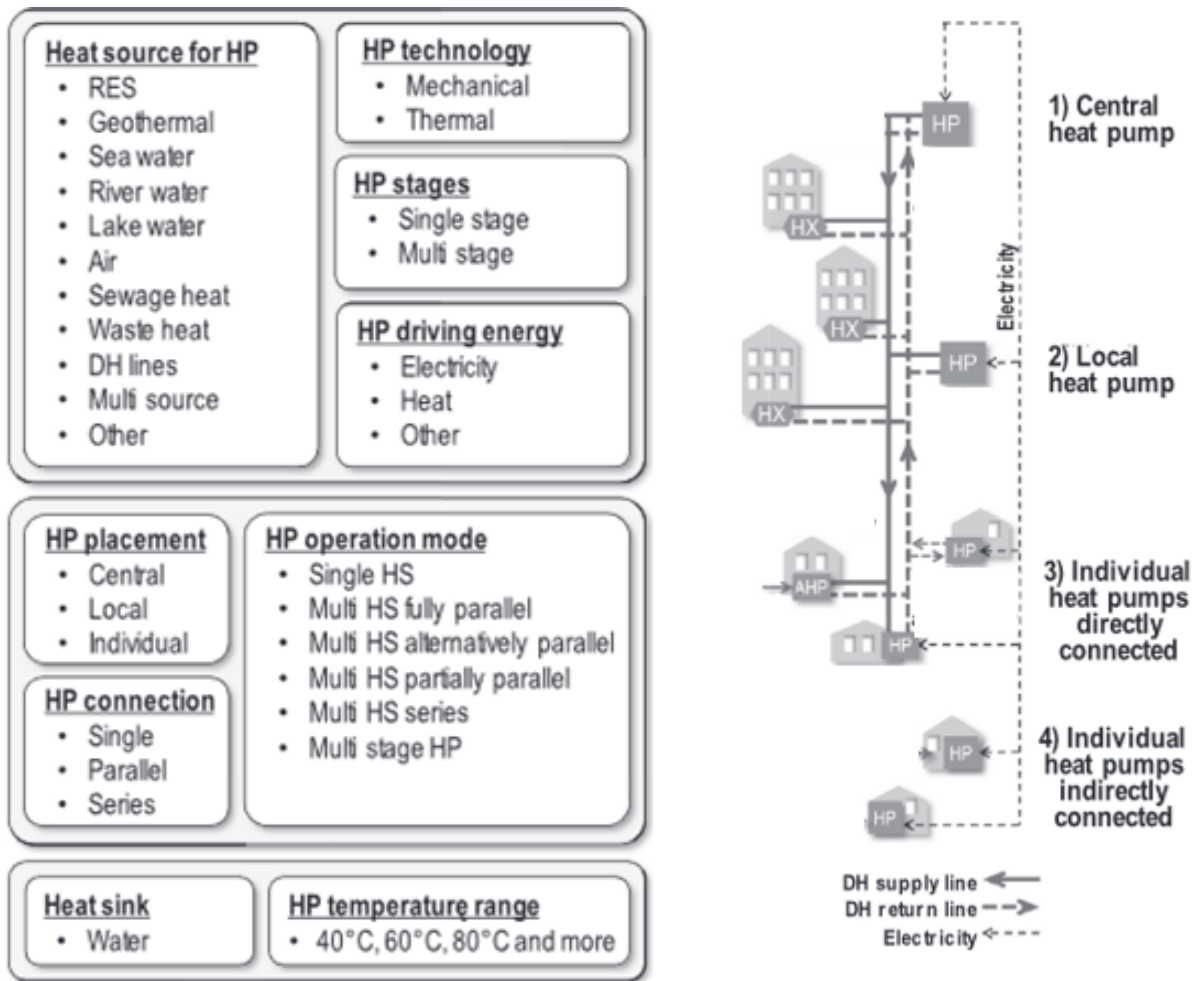 Heat source for HP
• RES
• Geothermal
• Sea water
• River water
• Lake water
• Air
• Sewage heat
• Waste heat
• DH lines
• Multi source
• Other
HP technology
• Mechanical
• Thermal
HP stages
• Single stage
• Multi stage
HP driving energy
• Electricity
• Heat
• Other
HP placement
• Central
• Local
• Individual
HP connection
• Single
• Parallel
• Series
HP operation mode
• Single HS
• Multi HS fully parallel
• Multi HS alternatively parallel
• Multi HS partially parallel
• Multi HS series
• Multi stage HP
Heat sink
• Water
HP temperature range
• 40°C, 60°C, 80°C and more
HP
1) Central
heat pump
HX
HX
Electricity
HP
2) Local
heat pump
HX
HP
AHP
HP
3) Individual
heat pumps
directly
connected
HP
HP
4) Individual
heat pumps
indirectly
connected
DH supply line
DH return line
Electricity